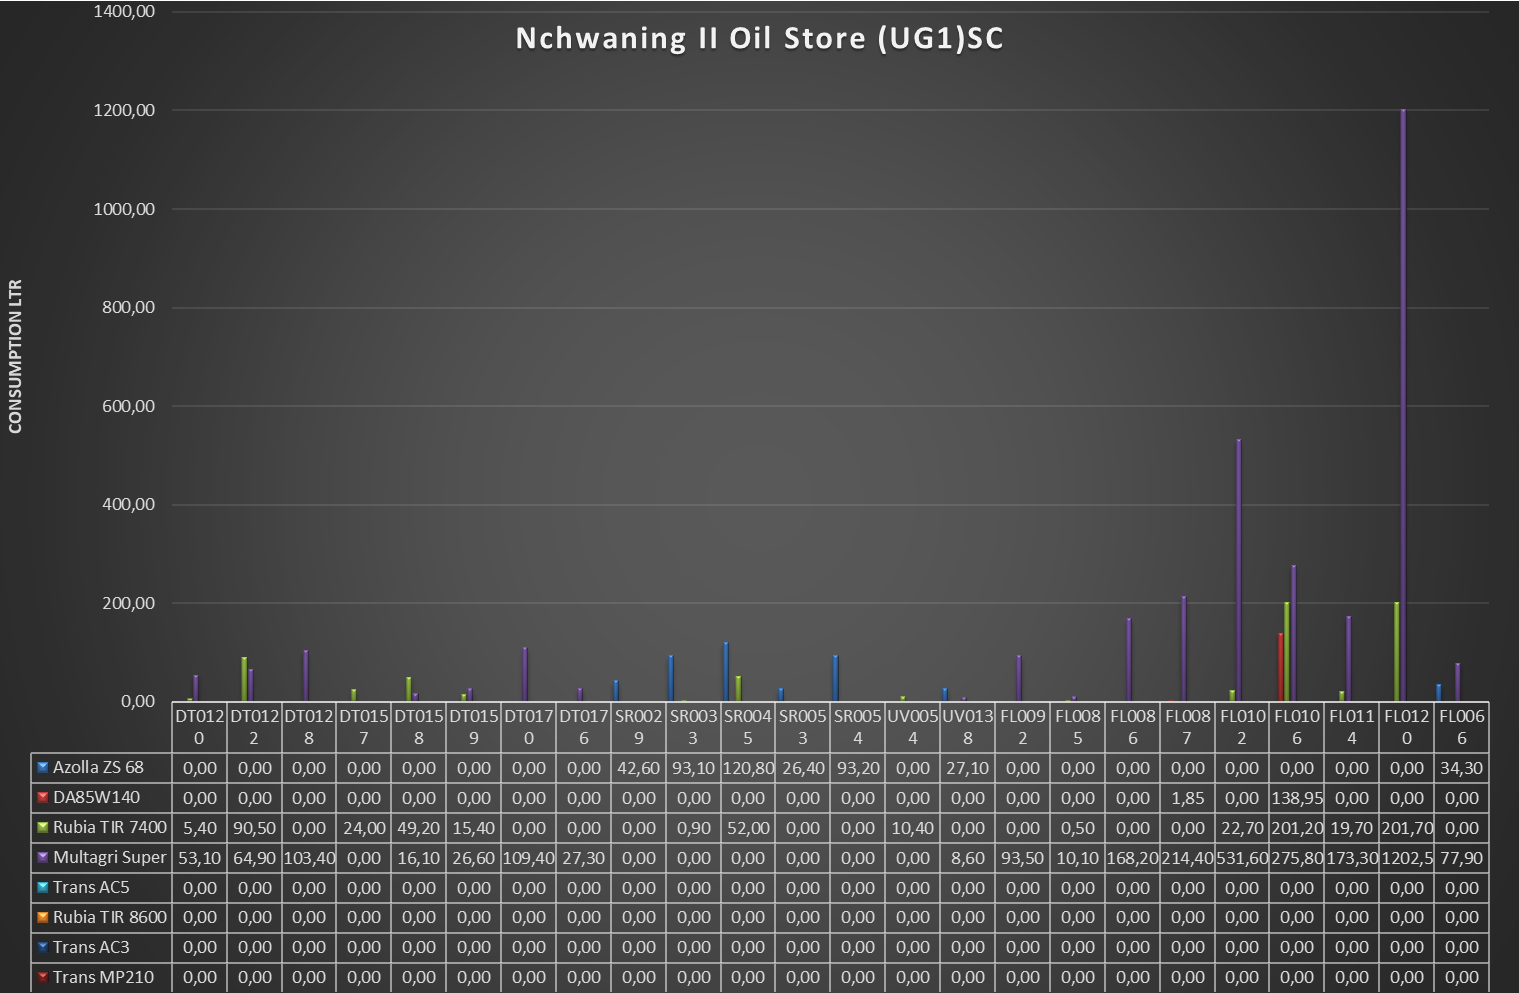 1400,00
Nchwaning II Oil Store (UG1)SC
1200,00
1000,00
800,00
600,00
400,00
200,00
0,00
CONSUMPTION LTR
DT0120 DT0122 DT0128 DT0157 DT0158 DT0159 DT0170 DT0176 SR0029 SR0033 SR0045 SR0053 SR0054 UV0054 UV0138 FL0092 FL0085 FL0086 FL0087 FL0102 FL0106 FL0114 FL0120 FL0066
Azolla ZS 68 0,00 0,00 0,00 0,00 0,00 0,00 0,00 0,00 42,60 93,10 120,80 26,40 93,20 0,00 27,10 0,00 0,00 0,00 0,00 0,00 0,00 0,00 0,00 34,30
DA85W140 0,00 0,00 0,00 0,00 0,00 0,00 0,00 0,00 0,00 0,00 0,00 0,00 0,00 0,00 0,00 0,00 0,00 0,00 1,85 0,00 138,95 0,00 0,00 0,00
Rubia TIR 7400 5,40 90,50 0,00 24,00 49,20 15,40 0,00 0,00 0,00 0,90 52,00 0,00 0,00 10,40 0,00 0,00 0,50 0,00 0,00 22,70 201,20 19,70 201,70 0,00
Multagri Super 53,10 64,90 103,40 0,00 16,10 26,60 109,40 27,30 0,00 0,00 0,00 0,00 0,00 0,00 8,60 93,50 10,10 168,20 214,40 531,60 275,80 173,30 1202,5 77,90
Trans AC5 0,00 0,00 0,00 0,00 0,00 0,00 0,00 0,00 0,00 0,00 0,00 0,00 0,00 0,00 0,00 0,00 0,00 0,00 0,00 0,00 0,00 0,00 0,00 0,00
Rubia TIR 8600 0,00 0,00 0,00 0,00 0,00 0,00 0,00 0,00 0,00 0,00 0,00 0,00 0,00 0,00 0,00 0,00 0,00 0,00 0,00 0,00 0,00 0,00 0,00 0,00
Trans AC3 0,00 0,00 0,00 0,00 0,00 0,00 0,00 0,00 0,00 0,00 0,00 0,00 0,00 0,00 0,00 0,00 0,00 0,00 0,00 0,00 0,00 0,00 0,00 0,00
Trans MP210 0,00 0,00 0,00 0,00 0,00 0,00 0,00 0,00 0,00 0,00 0,00 0,00 0,00 0,00 0,00 0,00 0,00 0,00 0,00 0,00 0,00 0,00 0,00 0,00